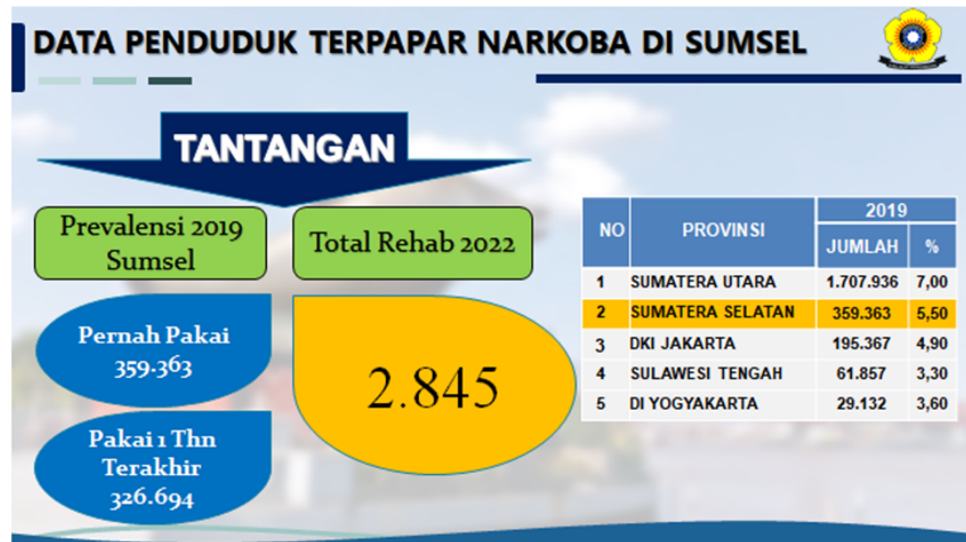 DATA PENDUDUK TERPAPAR NARKOBA DI SUMSEL
TANTANGAN
Prevalensi 2019
Sumsel
Total Rehab 2022
Pernah Pakai
359.363
2.845
Pakai 1 Thn
Terakhir
326.694
NO PROVINSI 2019
JUMLAH %
1 SUMATERA UTARA 1.707.936 7,00
2 SUMATERA SELATAN 359.363 5,50
3 DKI JAKARTA 195.367 4,90
4 SULAWESI TENGAH 61.857 3,30
5 DI YOGYAKARTA 29.132 3,60